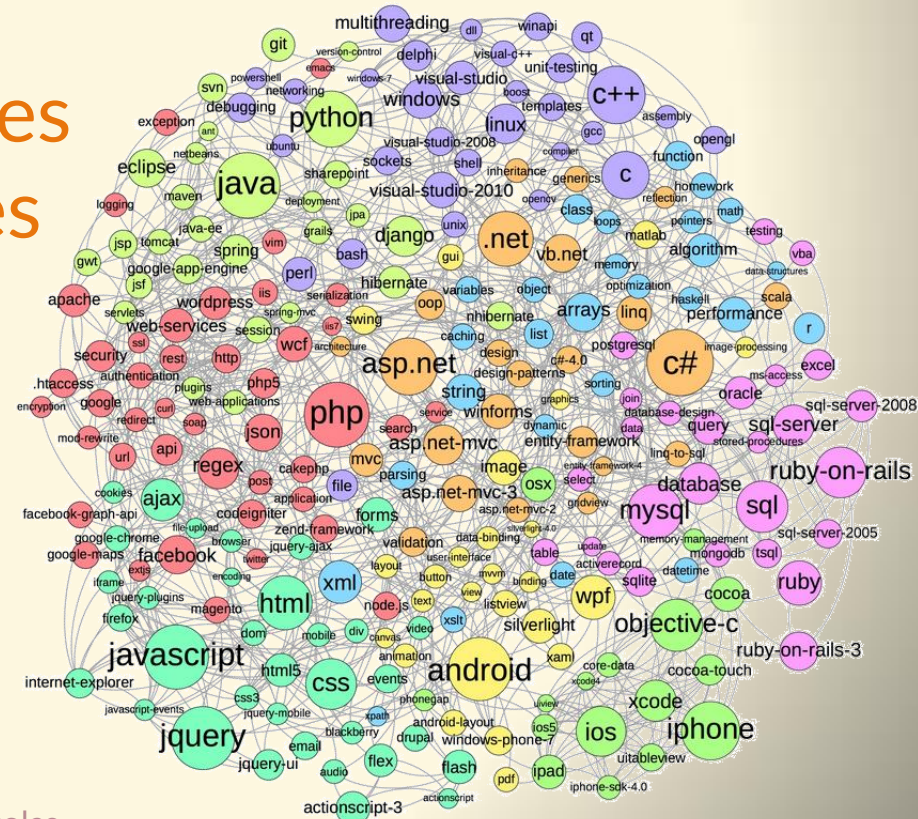 es
es
multithreading
dll
winapi
qt
git
version-control
delphi
visual-c++
emacs
windows-7
visual-studio
unit-testing
powershell
svn
networking
boost
c++
debugging
windows
templates
exception
python
linux
assembly
ant
gcc
opengl
ubuntu
visual-studio-2008
compiler
function
netbeans
sockets
shell
eclipse
sharepoint
inheritance
generics
c
homework
java
visual-studio-2010
maven
deployment
opencv
reflection
logging
jpa
class
math
loops
pointers
java-ee
grails
unix
testing
jsp
tomcat
vim
django
.net
matlab
spring
bash
gui
vb.net
algorithm
vba
gwt
google-app-engine
perl
memory
data-structures
jsf
hibernate
optimization
iis
serialization
variables
object
apache
wordpress
oop
haskell
scala
servlets
spring-mvc
swing
nhibernate
arrays
linq
performance
web-services
session
iis7
caching
list
r
ssl
wcf
architecture
postgresql
image-processing
security
rest
http
asp.net
design
c#-4.0
c#
excel
authentication
design-patterns
ms-access
.htaccess
plugins
php5
string
sorting
oracle
encryption
google
curl
web-applications
graphics
join
sql-server-2008
redirect
soap
php
service
winforms
database-design
mod-rewrite
json
search
dynamic
data
query
sql-server
api
asp.net-mvc
entity-framework
stored-procedures
url
mvc
linq-to-sql
regex
cakephp
parsing
image
entity-framework-4
ruby-on-rails
post
file
osx
select
database
cookies
ajax
application
asp.net-mvc-3
gridview
facebook-graph-api
codeigniter
forms
asp.net-mvc-2
mysql
sql
file-upload
zend-framework
silverlight-4.0
google-chrome
browser
jquery-ajax
validation
data-binding
memory-management
sql-server-2005
google-maps
facebook
twitter
user-interface
table
update
mongodb
tsql
extjs
layout
activerecord
iframe
encoding
xml
button
mvvm
binding
date
datetime
jquery-plugins
view
sqlite
ruby
html
node.js
text
listview
wpf
cocoa
firefox
magento
xslt
dom
mobile
div
canvas
video
silverlight
objective-c
javascript
animation
xaml
ruby-on-rails-3
internet-explorer
html5
css
events
android
core-data
cocoa-touch
xcode4
css3
phonegap
uiview
xcode
javascript-events
jquery-mobile
xpath
android-layout
ios5
jquery
blackberry
drupal
windows-phone-7
ios
iphone
email
jquery-ui
flex
flash
uitableview
audio
pdf
ipad
iphone-sdk-4.0
actionscript-3
actionscript